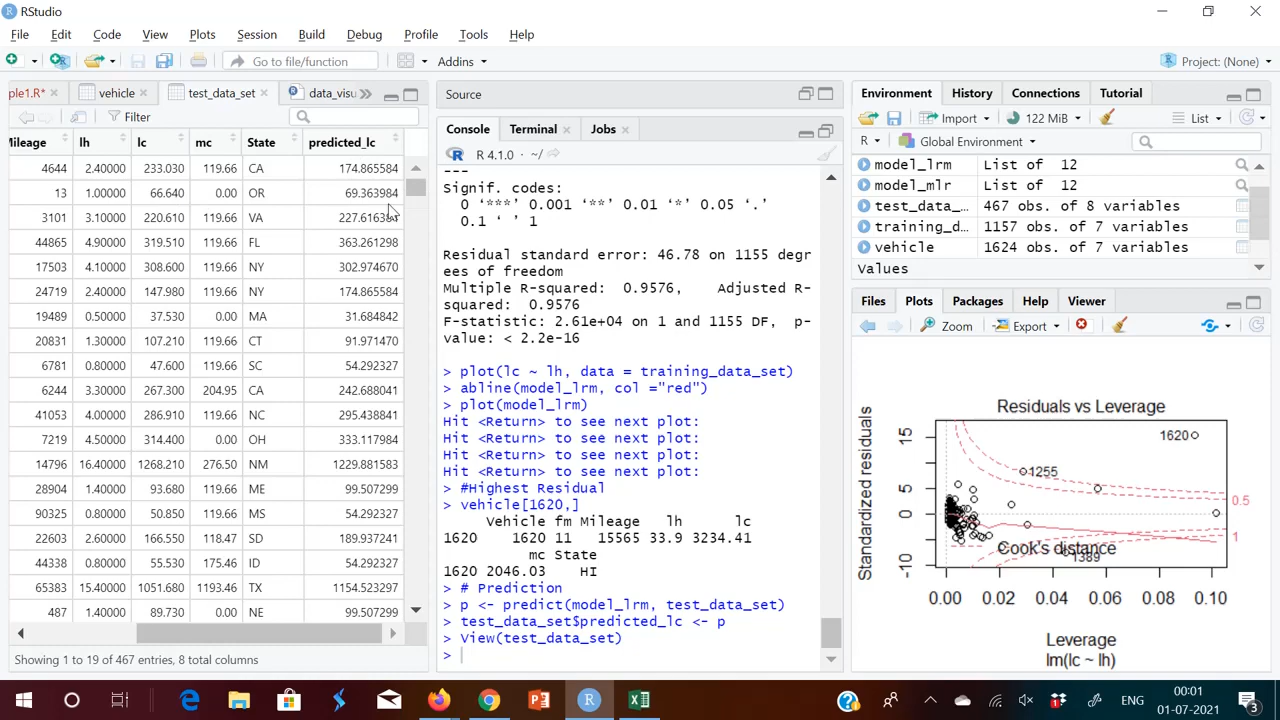 RStudio
File Edit Code View Plots Session Build Debug Profile Tools Help
Go to file/function Addins Project: (None)
ple1.R* vehicle test_data_set data_visu
Filter
Mileage lh lc mc State predicted_lc
4644 2.40000 233.030 119.66 CA 174.865584
13 1.00000 66.640 0.00 OR 69.363984
3101 3.10000 220.610 119.66 VA 227.616384
44865 4.90000 319.510 119.66 FL 363.261298
17503 4.10000 308.600 119.66 NY 302.974670
24719 2.40000 147.980 119.66 NY 174.865584
19489 0.50000 37.530 0.00 MA 31.684842
20831 1.30000 107.210 119.66 CT 91.971470
6781 0.80000 47.600 119.66 SC 54.292327
6244 3.30000 267.300 204.95 CA 242.688041
41053 4.00000 286.910 119.66 NC 295.438841
7219 4.50000 314.400 0.00 OH 333.117984
14796 16.40000 1268.210 276.50 NM 1229.881583
28904 1.40000 93.680 119.66 ME 99.507299
90325 0.80000 55.850 119.66 MS 54.292327
22603 2.60000 166.550 118.47 SD 189.937241
44338 0.80000 55.550 175.46 ID 54.292327
65383 15.40000 1051.680 1193.46 TX 1154.523297
487 1.40000 89.730 0.00 NE 99.507299
Showing 1 to 19 of 467 entries, 8 total columns
Source
Console Terminal Jobs
R 4.1.0 · ~/
---
Signif. codes:
0 ‘***’ 0.001 ‘**’ 0.01 ‘*’ 0.05 ‘.’
0.1 ‘ ’ 1
Residual standard error: 46.78 on 1155 degr
ees of freedom
Multiple R-squared: 0.9576, Adjusted R-
squared: 0.9576
F-statistic: 2.61e+04 on 1 and 1155 DF, p-
value: < 2.2e-16
> plot(lc ~ lh, data = training_data_set)
> abline(model_lrm, col ="red")
> plot(model_lrm)
Hit <Return> to see next plot:
Hit <Return> to see next plot:
Hit <Return> to see next plot:
Hit <Return> to see next plot:
> #Highest Residual
> vehicle[1620,]
Vehicle fm Mileage lh lc
1620 1620 11 15565 33.9 3234.41
mc State
1620 2046.03 HI
> # Prediction
> p <- predict(model_lrm, test_data_set)
> test_data_set$predicted_lc <- p
> View(test_data_set)
>
Environment History Connections Tutorial
Import 122 MiB List
R Global Environment
model_lrm List of 12
model_mlr List of 12
test_data_… 467 obs. of 8 variables
training_d… 1157 obs. of 7 variables
vehicle 1624 obs. of 7 variables
Values
Files Plots Packages Help Viewer
Zoom Export
Residuals vs Leverage
Standardized residuals
15
5
0
-10
1620
1255
1389
0.5
1
Cook's distance
0.00 0.02 0.04 0.06 0.08 0.10
Leverage
lm(lc ~ lh)
ENG
00:01
01-07-2021
3